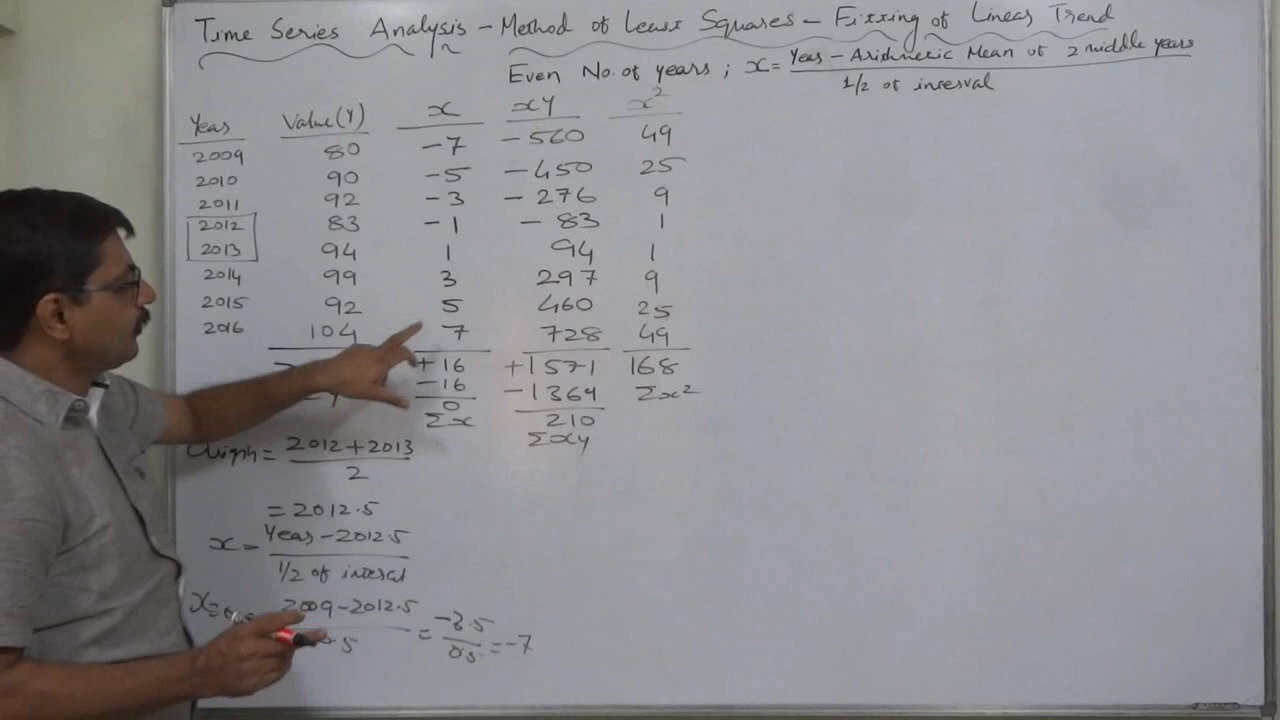 Time Series Analysis - Method of Least Squares - Fitting of Linear Trend
Even No. of years ; x = Year - Arithmetic Mean of 2 middle years
1/2 of interval
Year Value(Y) x xy x²
2009 80 -7 -560 49
2010 90 -5 -450 25
2011 92 -3 -276 9
2012 83 -1 -83 1
2013 94 1 94 1
2014 99 3 297 9
2015 92 5 460 25
2016 104 7 728 49
+16 +1571 168
-16 -1369 Σx²
0 210
Σx Σxy
Origin = 2012+2013
2
= 2012.5
x = Year - 2012.5
1/2 of interval
2009-2012.5 = -3.5 = -7
0.5